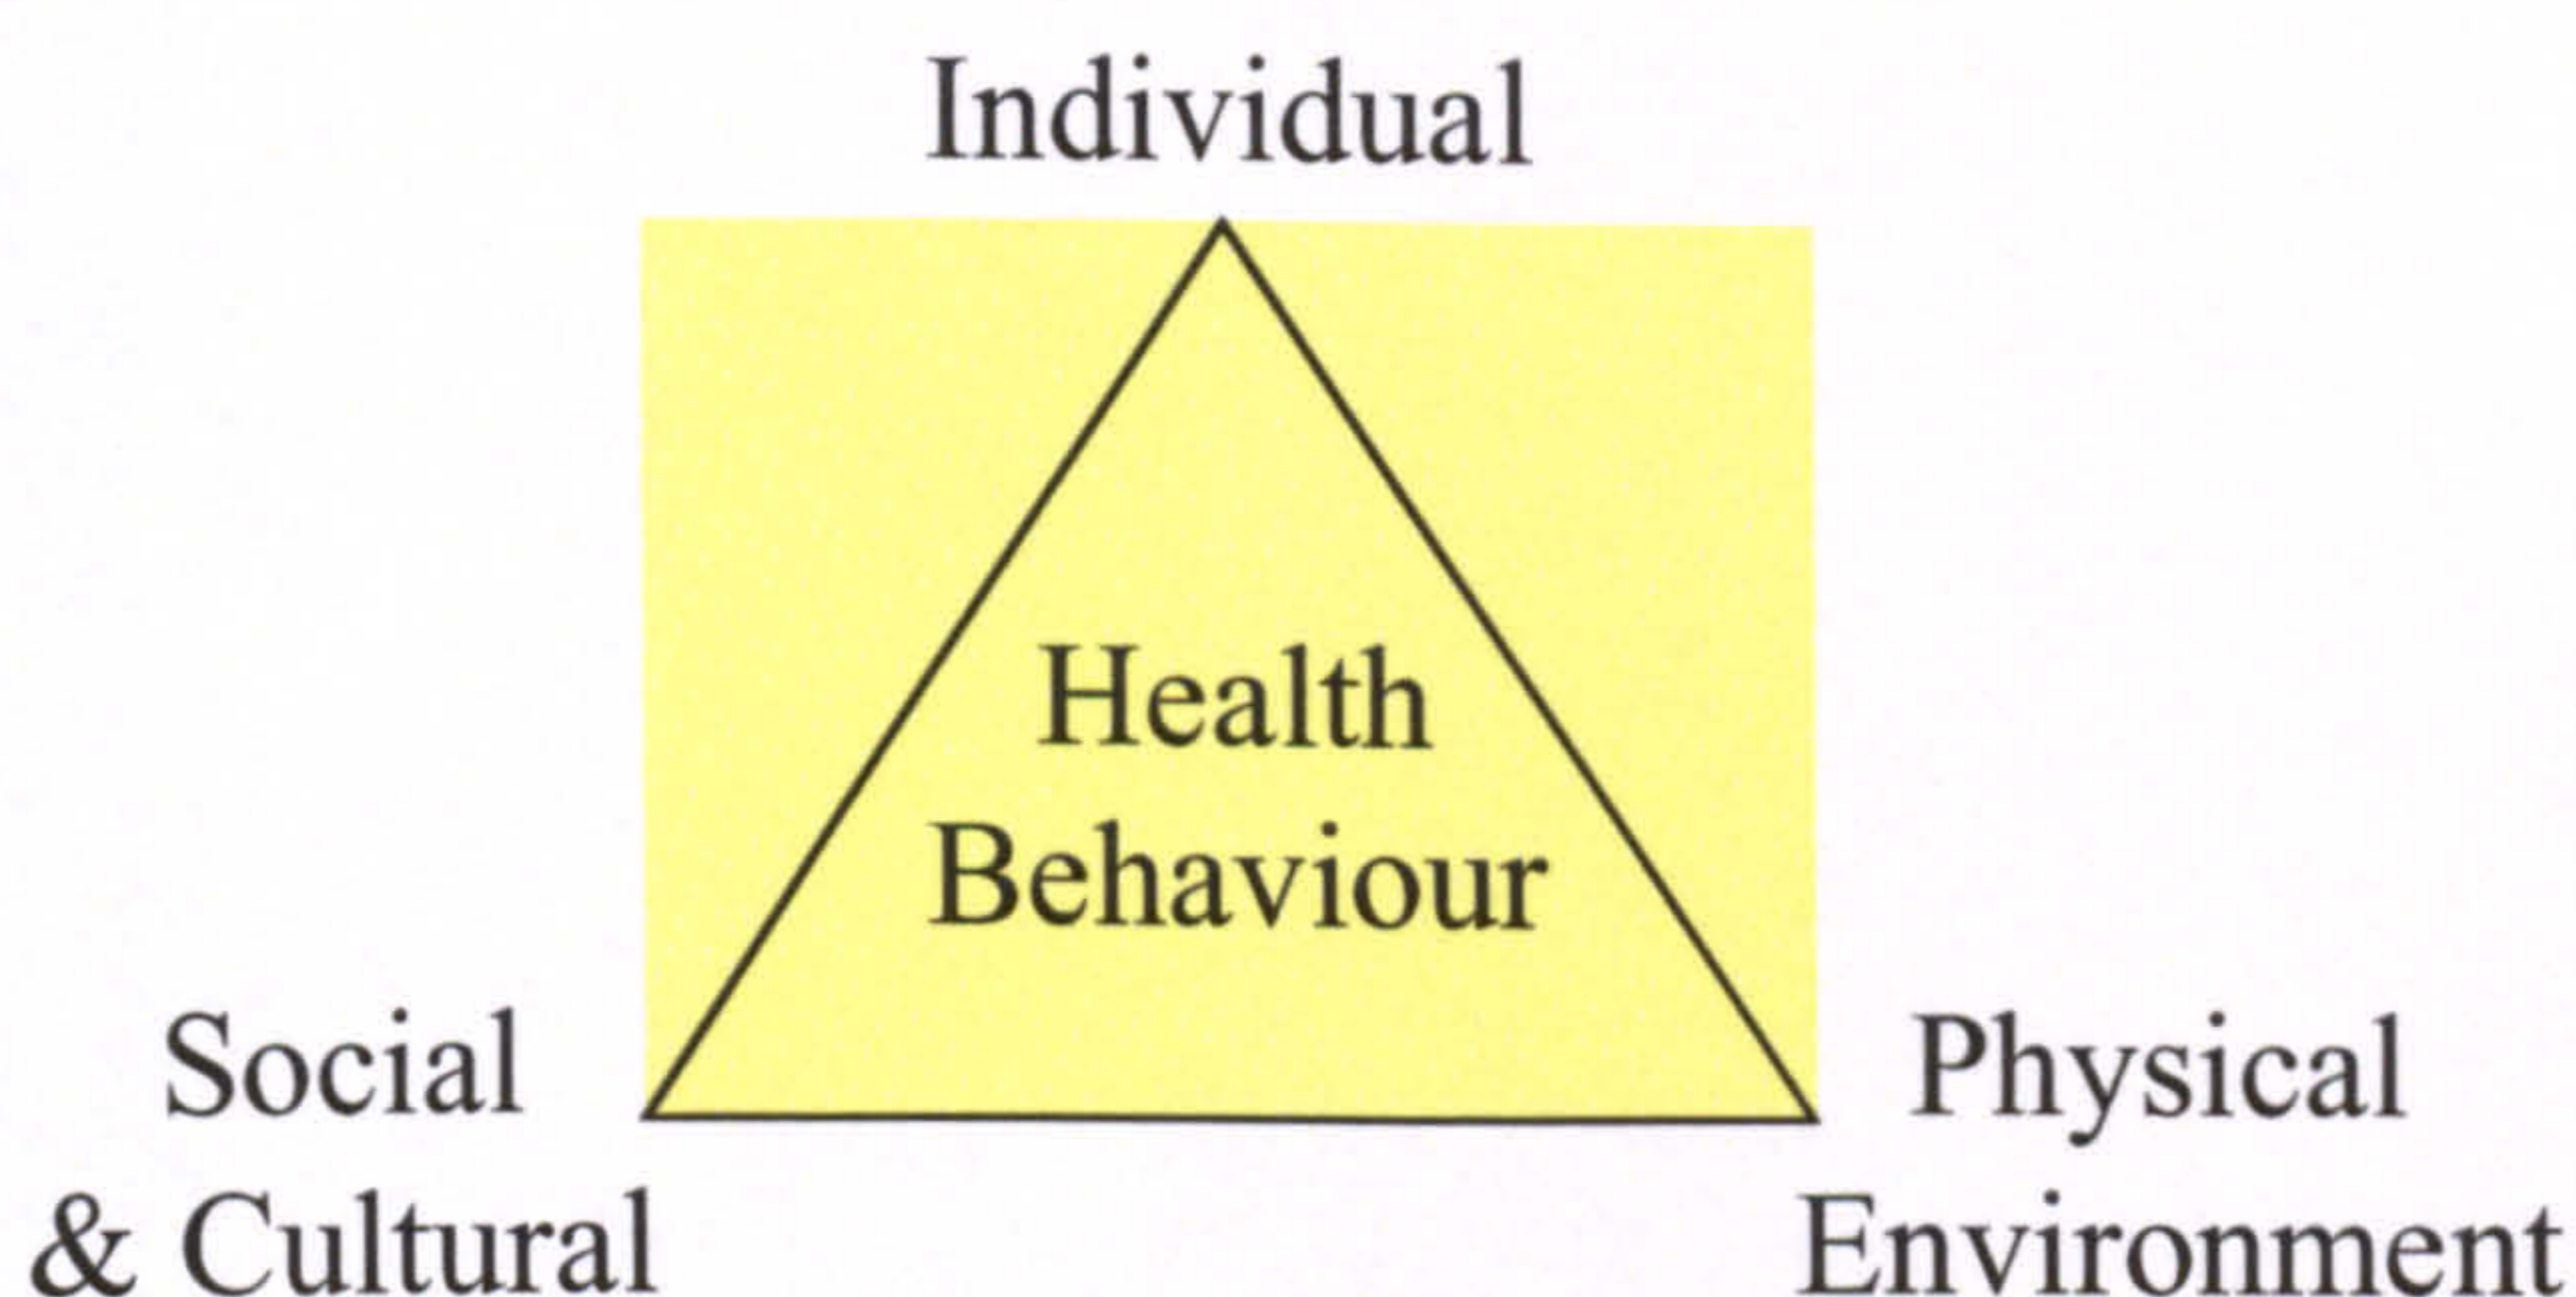 Individual
Health
Behaviour
Social
& Cultural
Physical
Environment